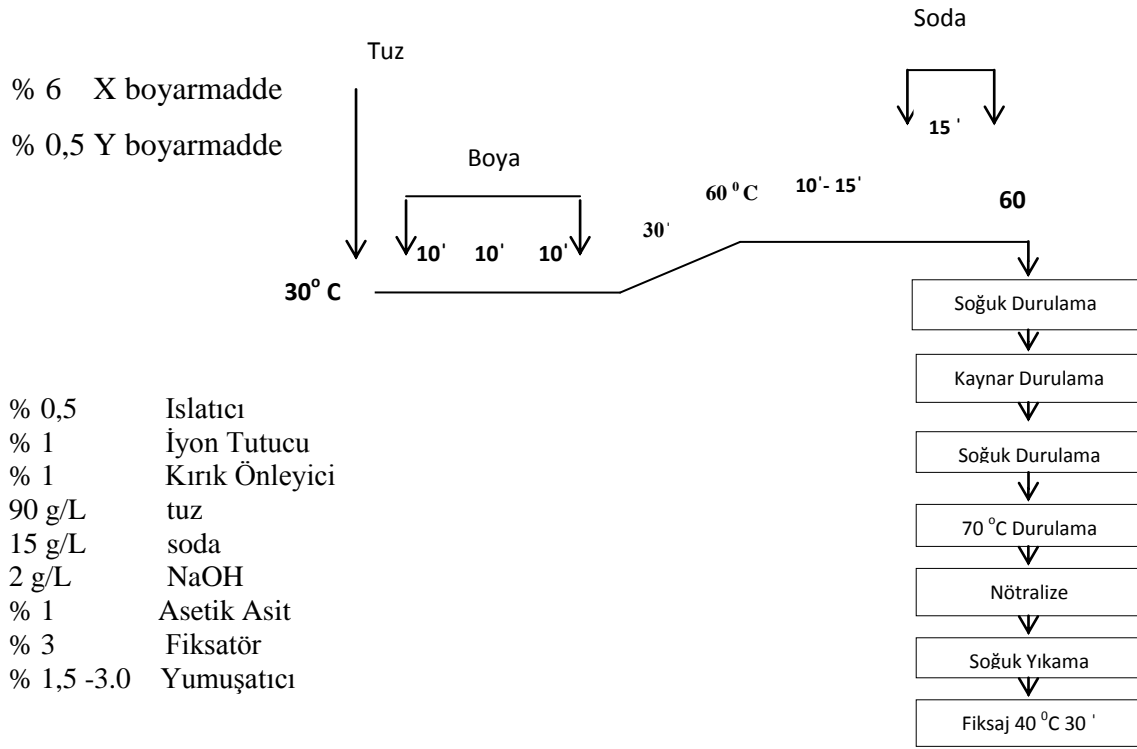 Soda
Tuz
% 6 X boyarmadde
% 0,5 Y boyarmadde
15 '
Boya
60 ⁰ C
10'- 15'
60
30'
10' 10' 10'
30° C
Soğuk Durulama
Kaynar Durulama
Soğuk Durulama
70 °C Durulama
Nötralize
Soğuk Yıkama
Fiksaj 40 ⁰C 30 '
% 0,5 Islatıcı
% 1 İyon Tutucu
% 1 Kırık Önleyici
90 g/L tuz
15 g/L soda
2 g/L NaOH
% 1 Asetik Asit
% 3 Fiksatör
% 1,5 -3.0 Yumuşatıcı